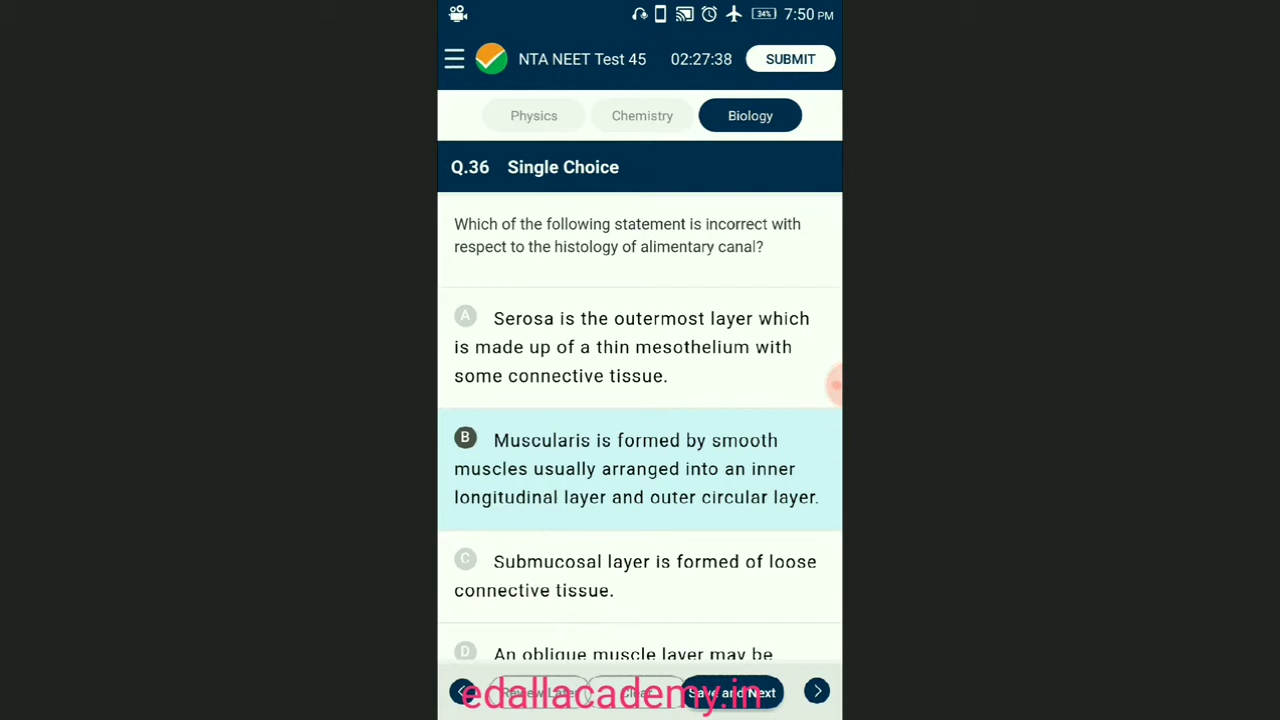 34% 7:50 PM
NTA NEET Test 45 02:27:38 SUBMIT
Physics Chemistry Biology
Q.36 Single Choice
Which of the following statement is incorrect with
respect to the histology of alimentary canal?
A Serosa is the outermost layer which
is made up of a thin mesothelium with
some connective tissue.
B Muscularis is formed by smooth
muscles usually arranged into an inner
longitudinal layer and outer circular layer.
C Submucosal layer is formed of loose
connective tissue.
D An oblique muscle layer may be
Review Later Clear Save and Next
edallacademy.in